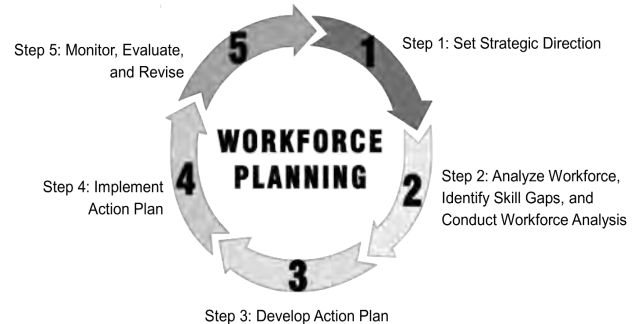 5
1
Step 1: Set Strategic Direction
Step 5: Monitor, Evaluate,
and Revise
WORKFORCE
PLANNING
2
Step 2: Analyze Workforce,
Identify Skill Gaps, and
Conduct Workforce Analysis
4
Step 4: Implement
Action Plan
3
Step 3: Develop Action Plan